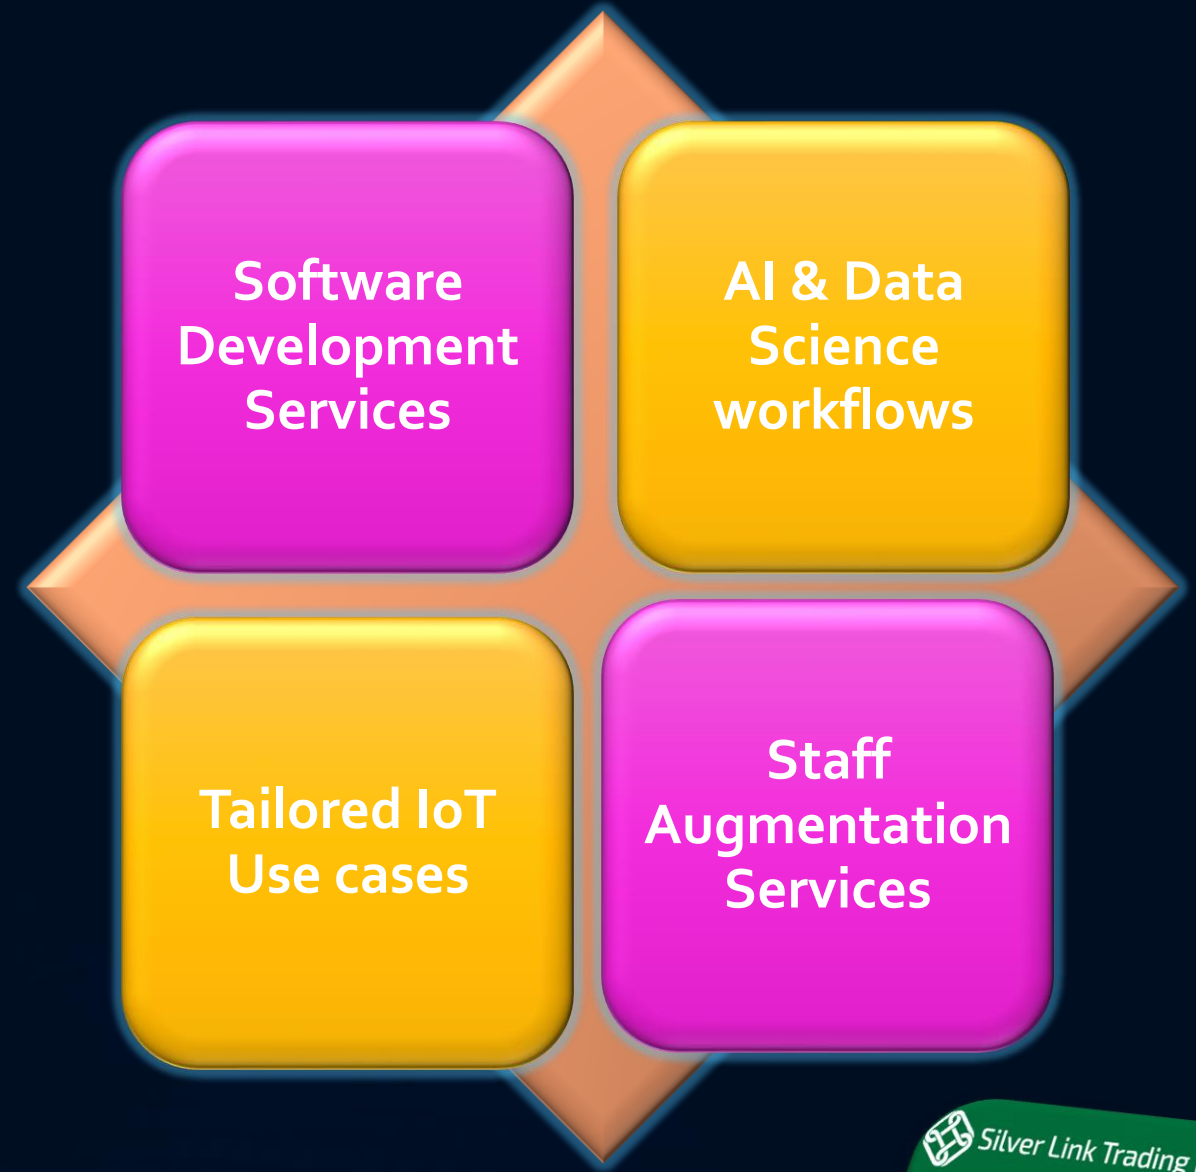 Software
Development
Services
AI & Data
Science
workflows
Tailored IoT
Use cases
Staff
Augmentation
Services
Silver Link Trading